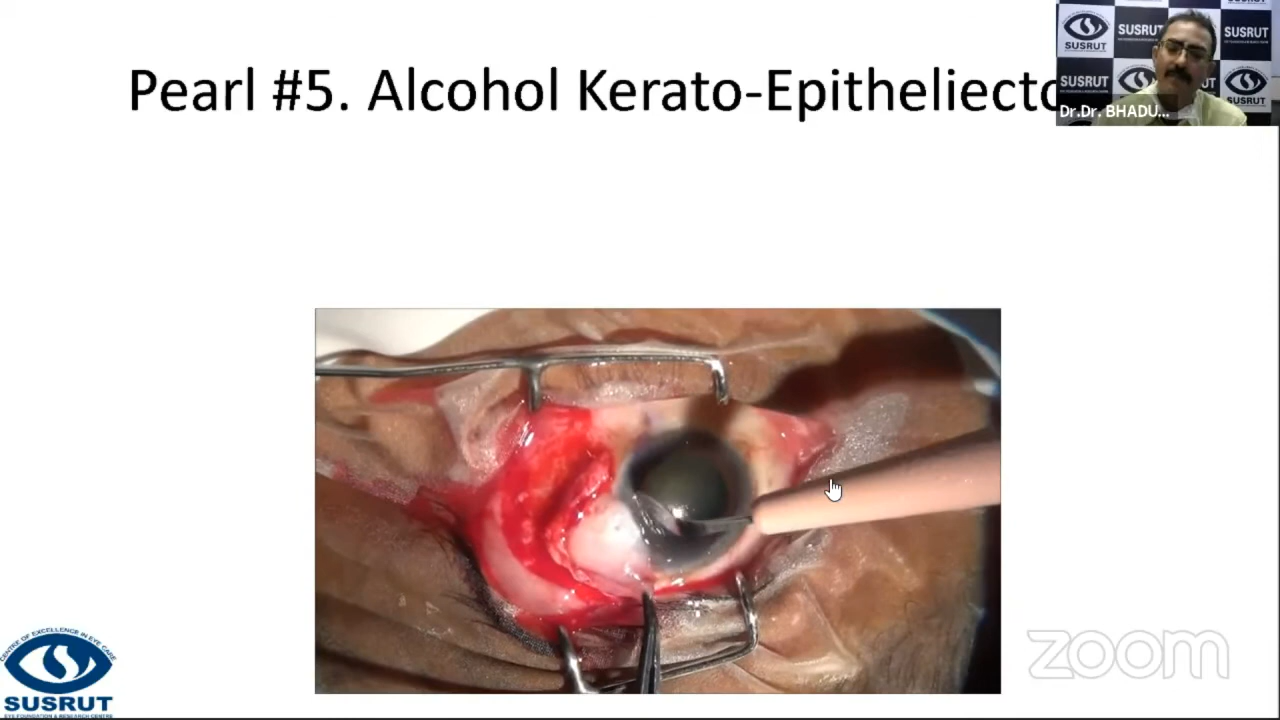 Pearl #5. Alcohol Kerato-Epitheliecto
SUSRUT
SUSRUT
SUSRUT
SUSRUT
SUSRUT
Dr.Dr. BHADU...
zoom
CENTRE OF EXCELLENCE IN EYE CARE
SUSRUT
EYE FOUNDATION & RESEARCH CENTRE